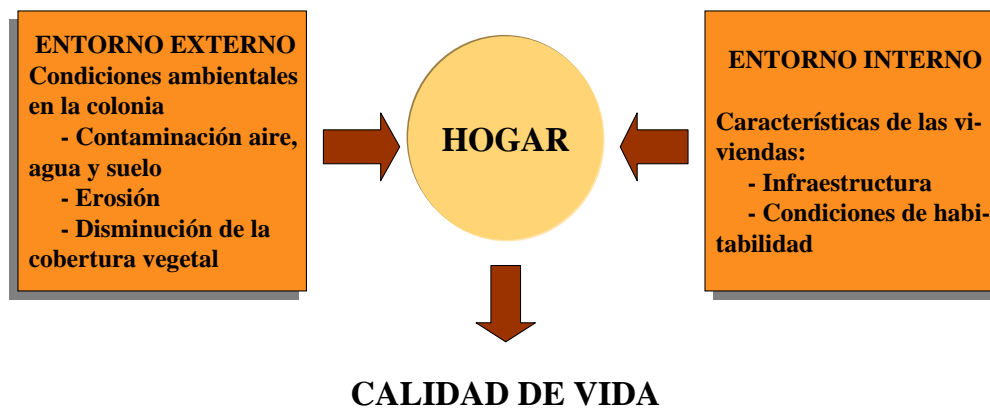 ENTORNO EXTERNO
Condiciones ambientales
en la colonia
- Contaminación aire,
agua y suelo
- Erosión
- Disminución de la
cobertura vegetal
HOGAR
ENTORNO INTERNO
Características de las vi-
viendas:
- Infraestructura
- Condiciones de habi-
tabilidad
CALIDAD DE VIDA